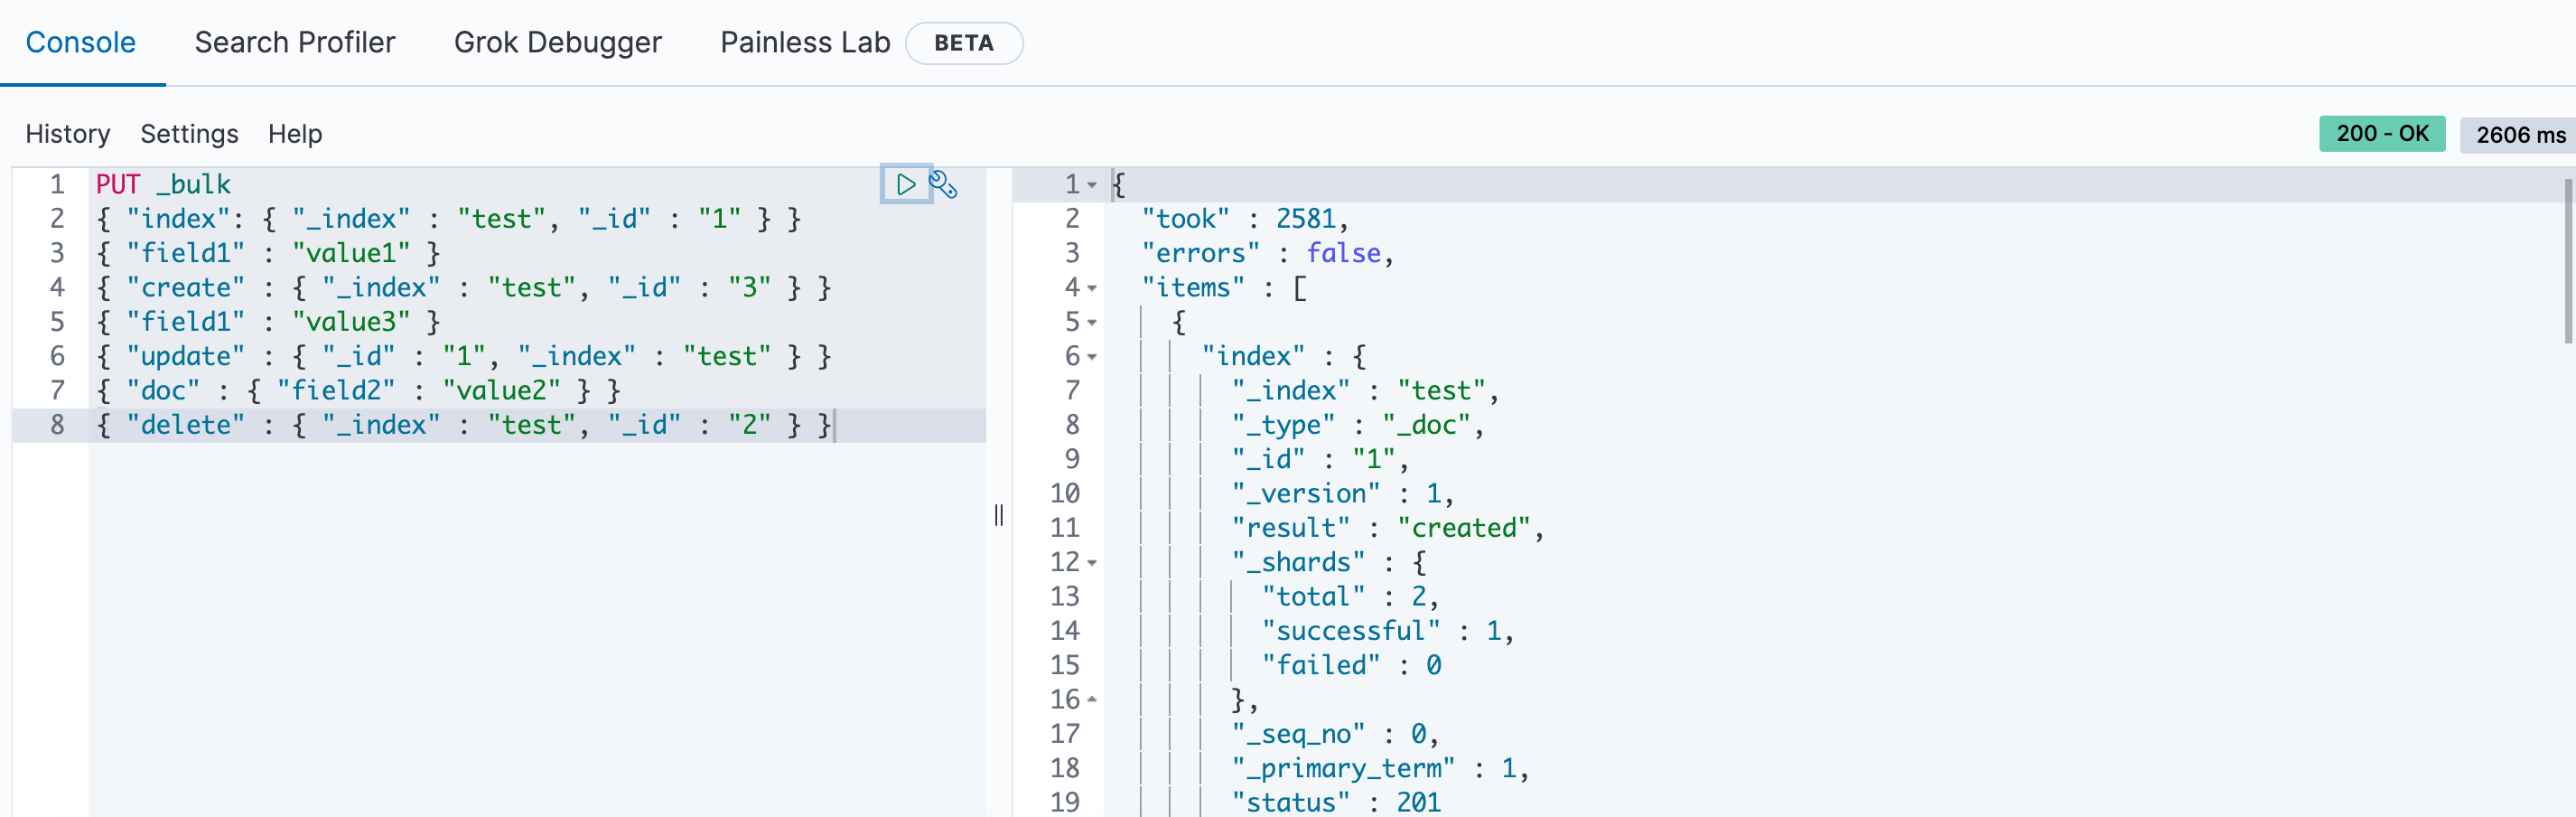 Console Search Profiler Grok Debugger Painless Lab BETA
History Settings Help 200 - OK 2606 ms
1 PUT _bulk
2 { "index": { "_index" : "test", "_id" : "1" } }
3 { "field1" : "value1" }
4 { "create" : { "_index" : "test", "_id" : "3" } }
5 { "field1" : "value3" }
6 { "update" : { "_id" : "1", "_index" : "test" } }
7 { "doc" : { "field2" : "value2" } }
8 { "delete" : { "_index" : "test", "_id" : "2" } }
1 {
2 "took" : 2581,
3 "errors" : false,
4 "items" : [
5 {
6 "index" : {
7 "_index" : "test",
8 "_type" : "_doc",
9 "_id" : "1",
10 "_version" : 1,
11 "result" : "created",
12 "_shards" : {
13 "total" : 2,
14 "successful" : 1,
15 "failed" : 0
16 },
17 "_seq_no" : 0,
18 "_primary_term" : 1,
19 "status" : 201